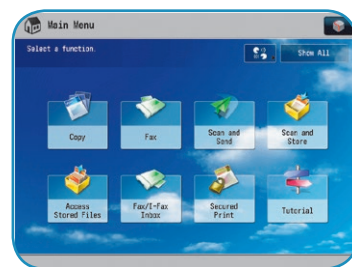 Main Menu
Select a function.
Show All
Copy
Fax
Scan and
Send
Scan and
Store
Access
Stored Files
Fax/I-Fax
Inbox
Secured
Print
Tutorial